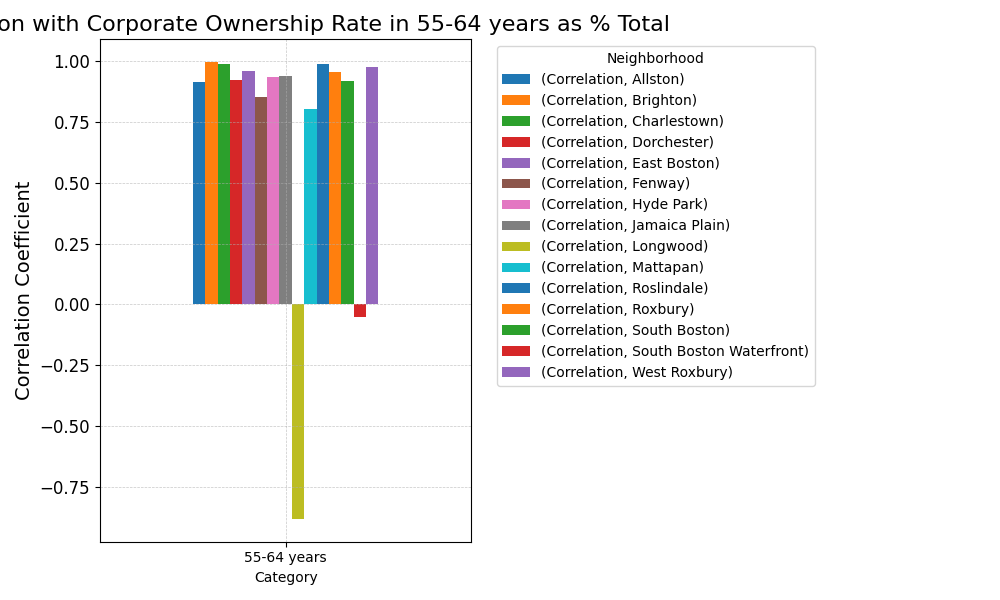 on with Corporate Ownership Rate in 55-64 years as % Total
Correlation Coefficient
1.00
0.75
0.50
0.25
0.00
−0.25
−0.50
−0.75
55-64 years
Category
Neighborhood
(Correlation, Allston)
(Correlation, Brighton)
(Correlation, Charlestown)
(Correlation, Dorchester)
(Correlation, East Boston)
(Correlation, Fenway)
(Correlation, Hyde Park)
(Correlation, Jamaica Plain)
(Correlation, Longwood)
(Correlation, Mattapan)
(Correlation, Roslindale)
(Correlation, Roxbury)
(Correlation, South Boston)
(Correlation, South Boston Waterfront)
(Correlation, West Roxbury)